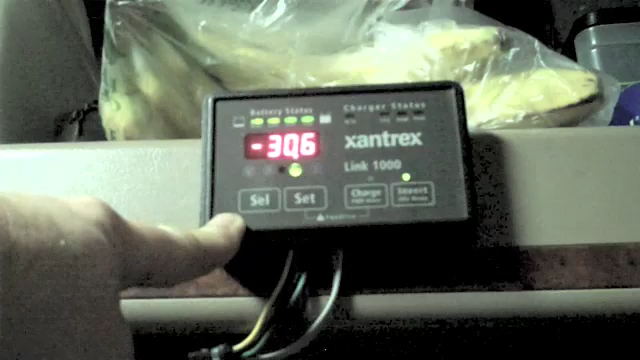 Battery Status
Charger Status
-30.6
xantrex
Link 1000
Sel
Set
Charge
Invert